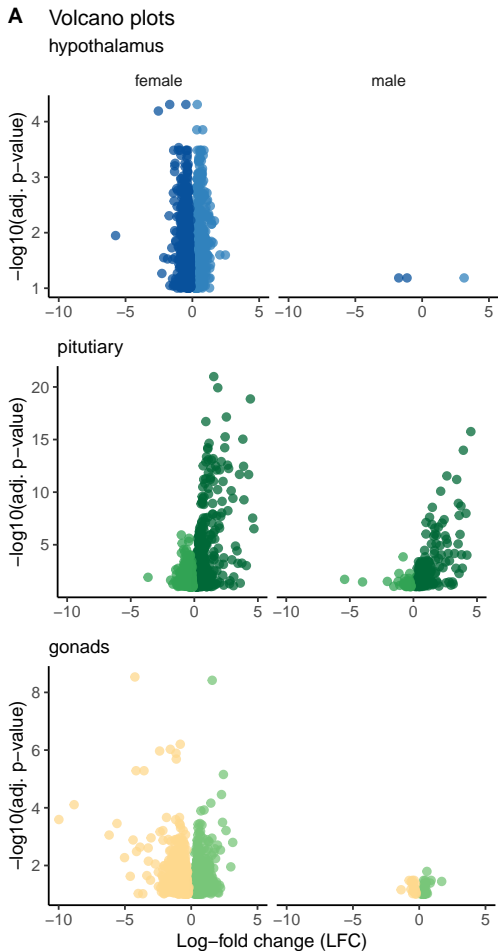 A Volcano plots
hypothalamus
female male
−log10(adj. p−value)
4
3
2
1
−10 −5 0 5 −10 −5 0 5
pitutiary
−log10(adj. p−value)
20
15
10
5
−10 −5 0 5 −10 −5 0 5
gonads
−log10(adj. p−value)
8
6
4
2
−10 −5 0 5 −10 −5 0 5
Log−fold change (LFC)